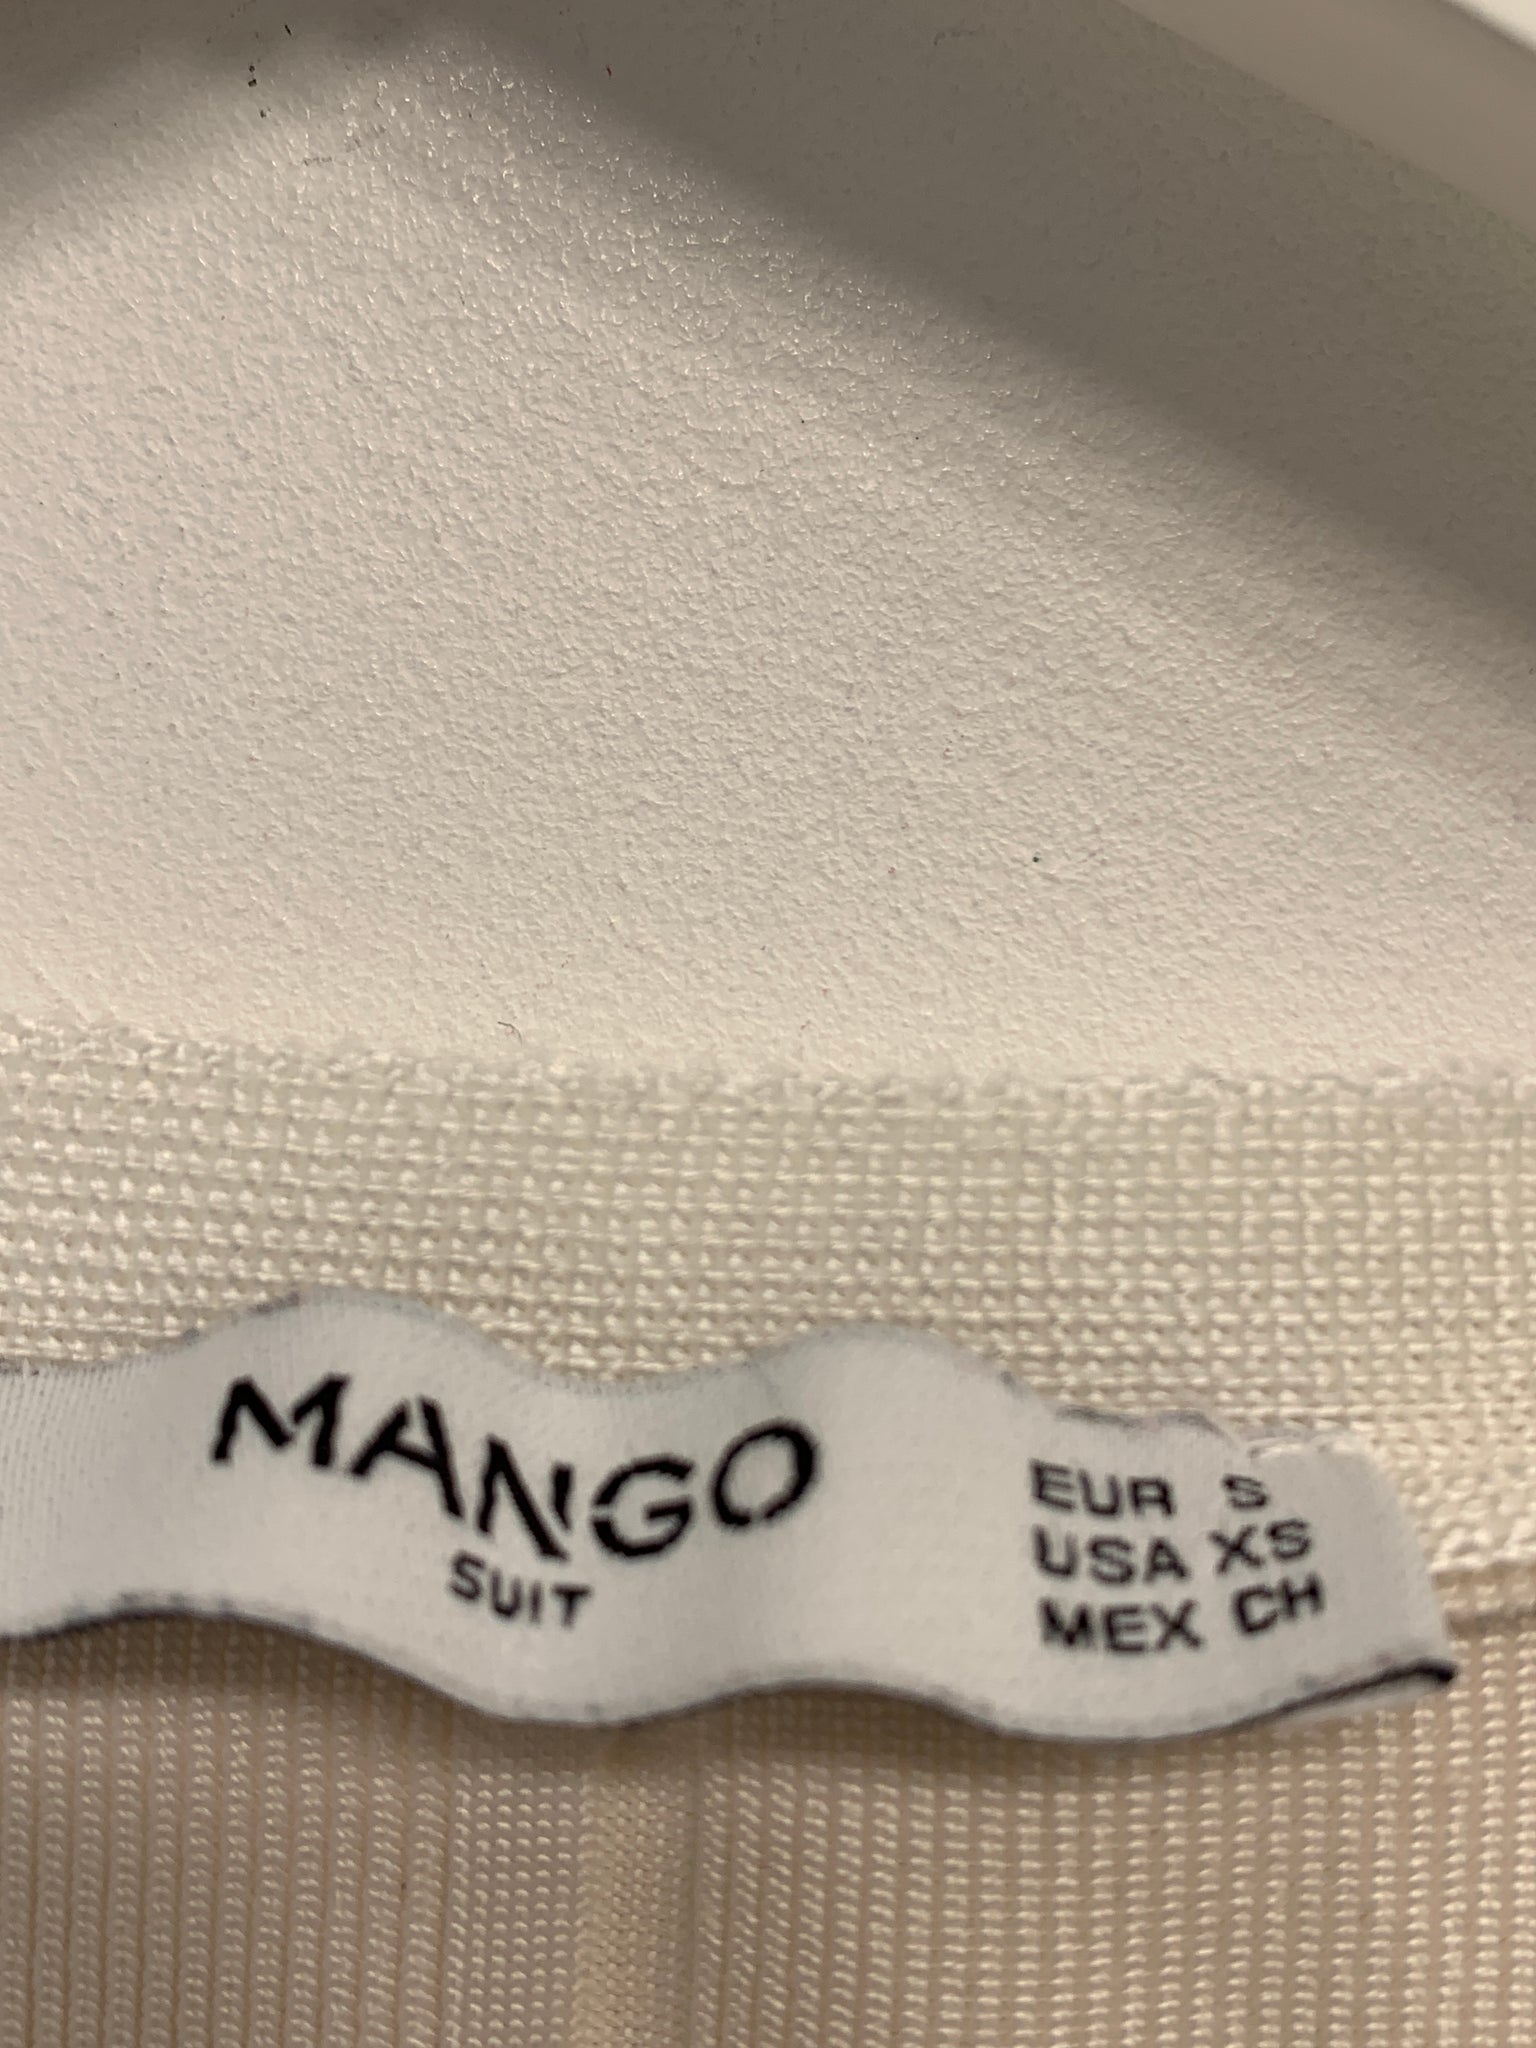 MANGO
SUIT
EUR S
USA XS
MEX CH